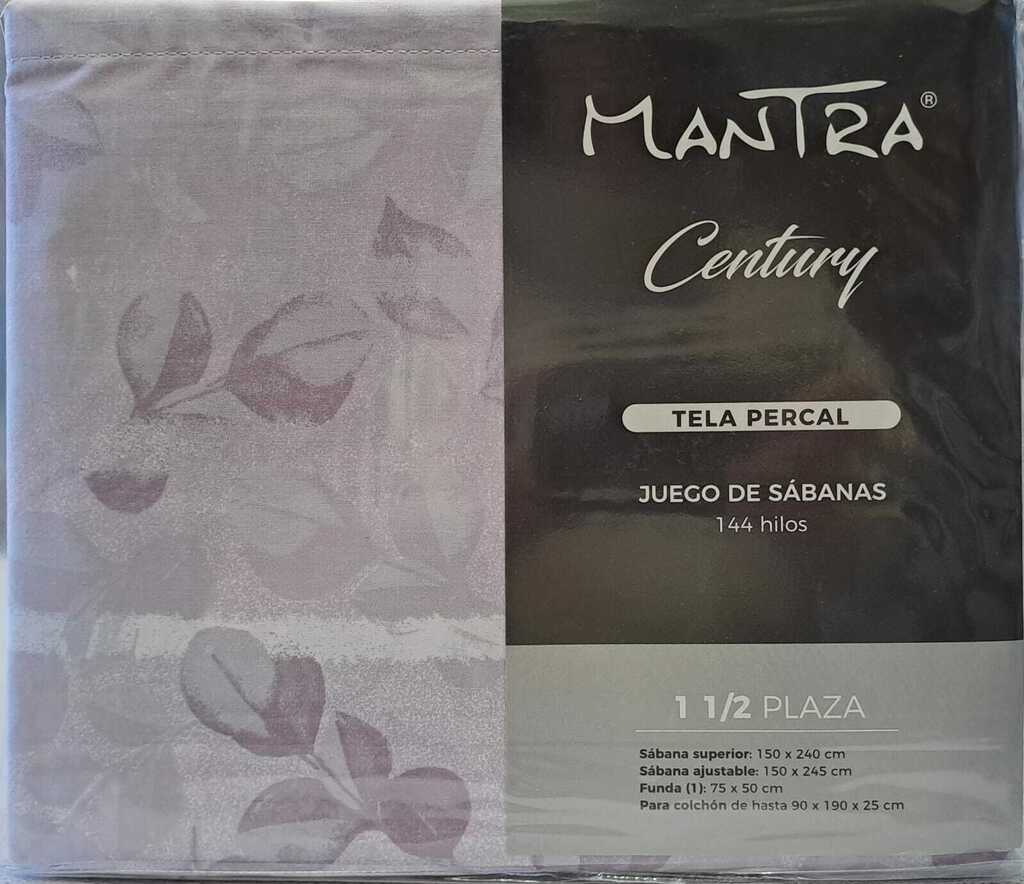 MANTRA®
Century
TELA PERCAL
JUEGO DE SÁBANAS
144 hilos
1 1/2 PLAZA
Sábana superior: 150 x 240 cm
Sábana ajustable: 150 x 245 cm
Funda (1): 75 x 50 cm
Para colchón de hasta 90 x 190 x 25 cm